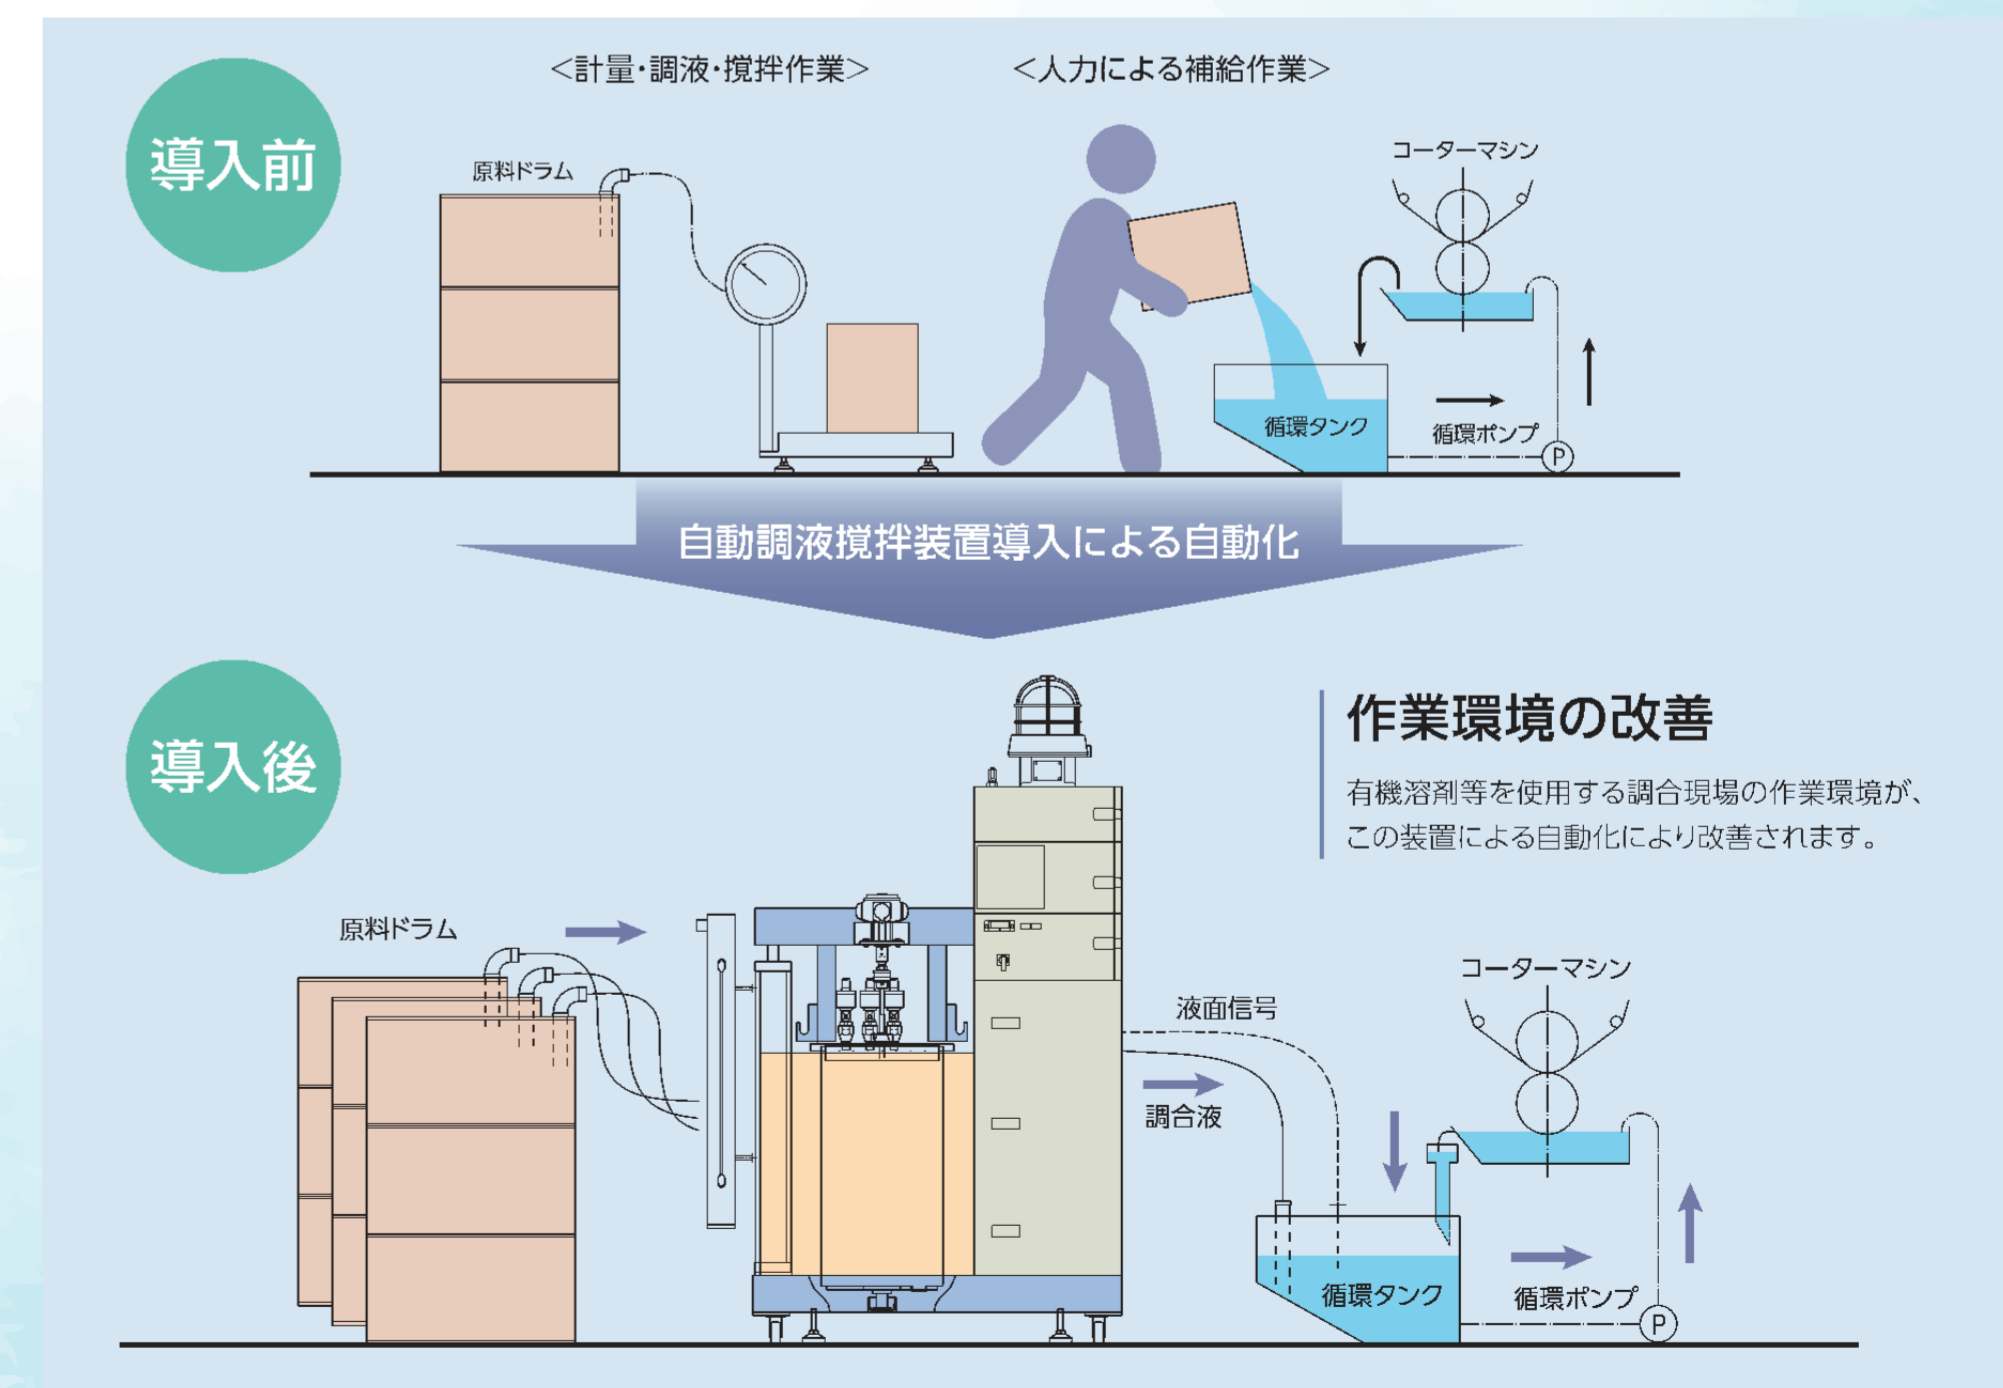 導入前
<計量・調液・撹拌作業>
<人力による補給作業>
原料ドラム
コーターマシン
循環タンク
循環ポンプ
P
自動調液撹拌装置導入による自動化
導入後
作業環境の改善
有機溶剤等を使用する調合現場の作業環境が、
この装置による自動化により改善されます。
原料ドラム
液面信号
調合液
コーターマシン
循環タンク
循環ポンプ
P